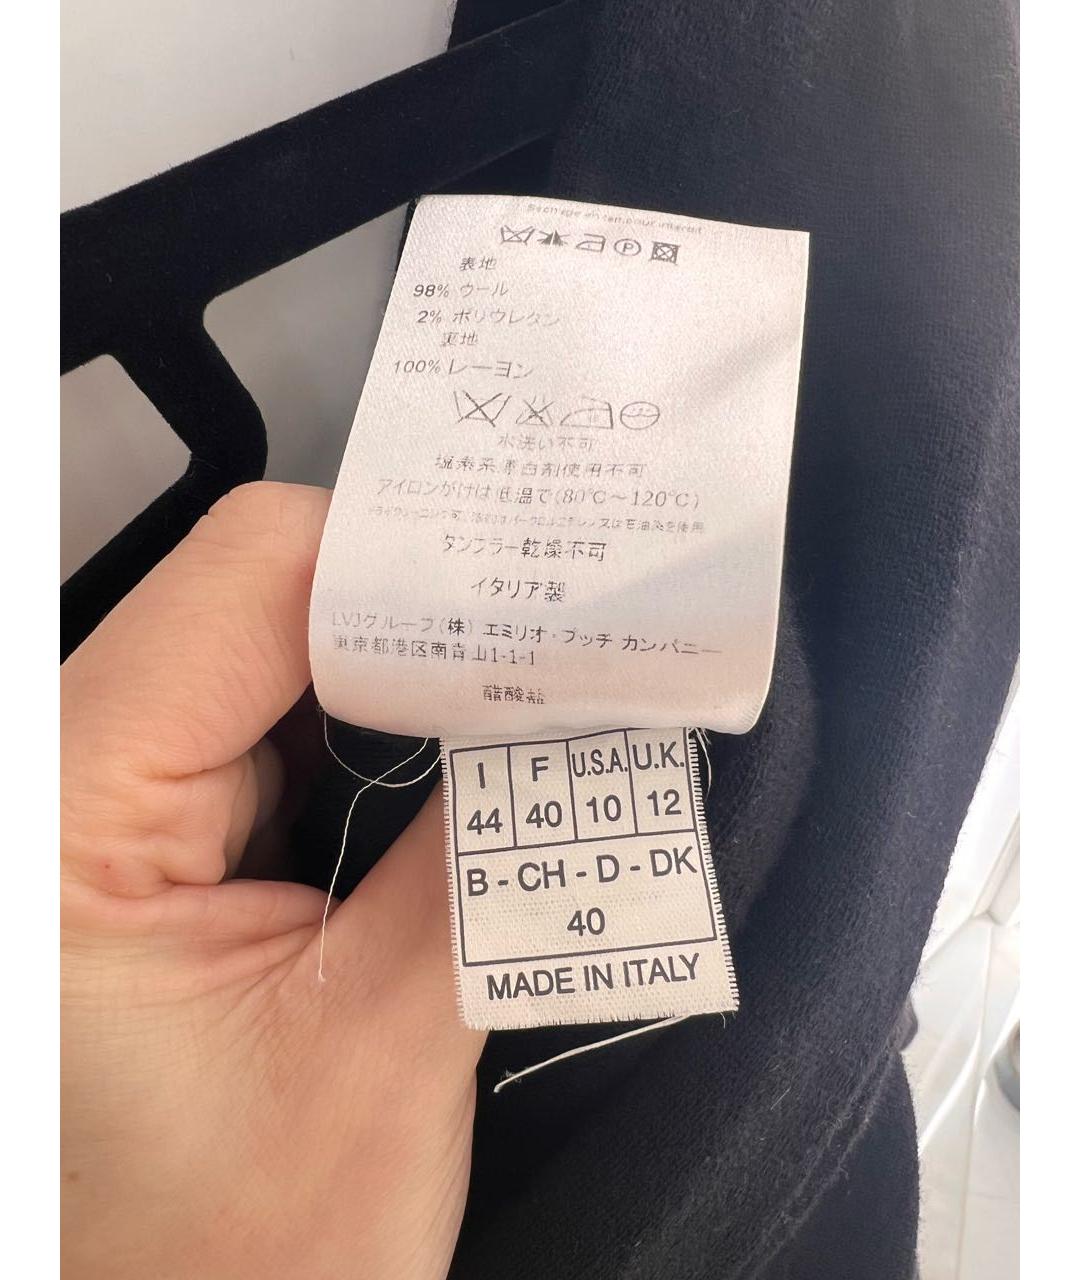 表地
98% ウール
2% ポリウレタン
裏地
100% レーヨン
水洗い不可
塩素系漂白剤使用不可
アイロンがけは低温で(80℃〜120℃)
タンブラー乾燥不可
イタリア製
LVJグループ(株) エミリオ・プッチ カンパニー
東京都港区南青山1-1-1
I F U.S.A. U.K.
44 40 10 12
B - CH - D - DK
40
MADE IN ITALY